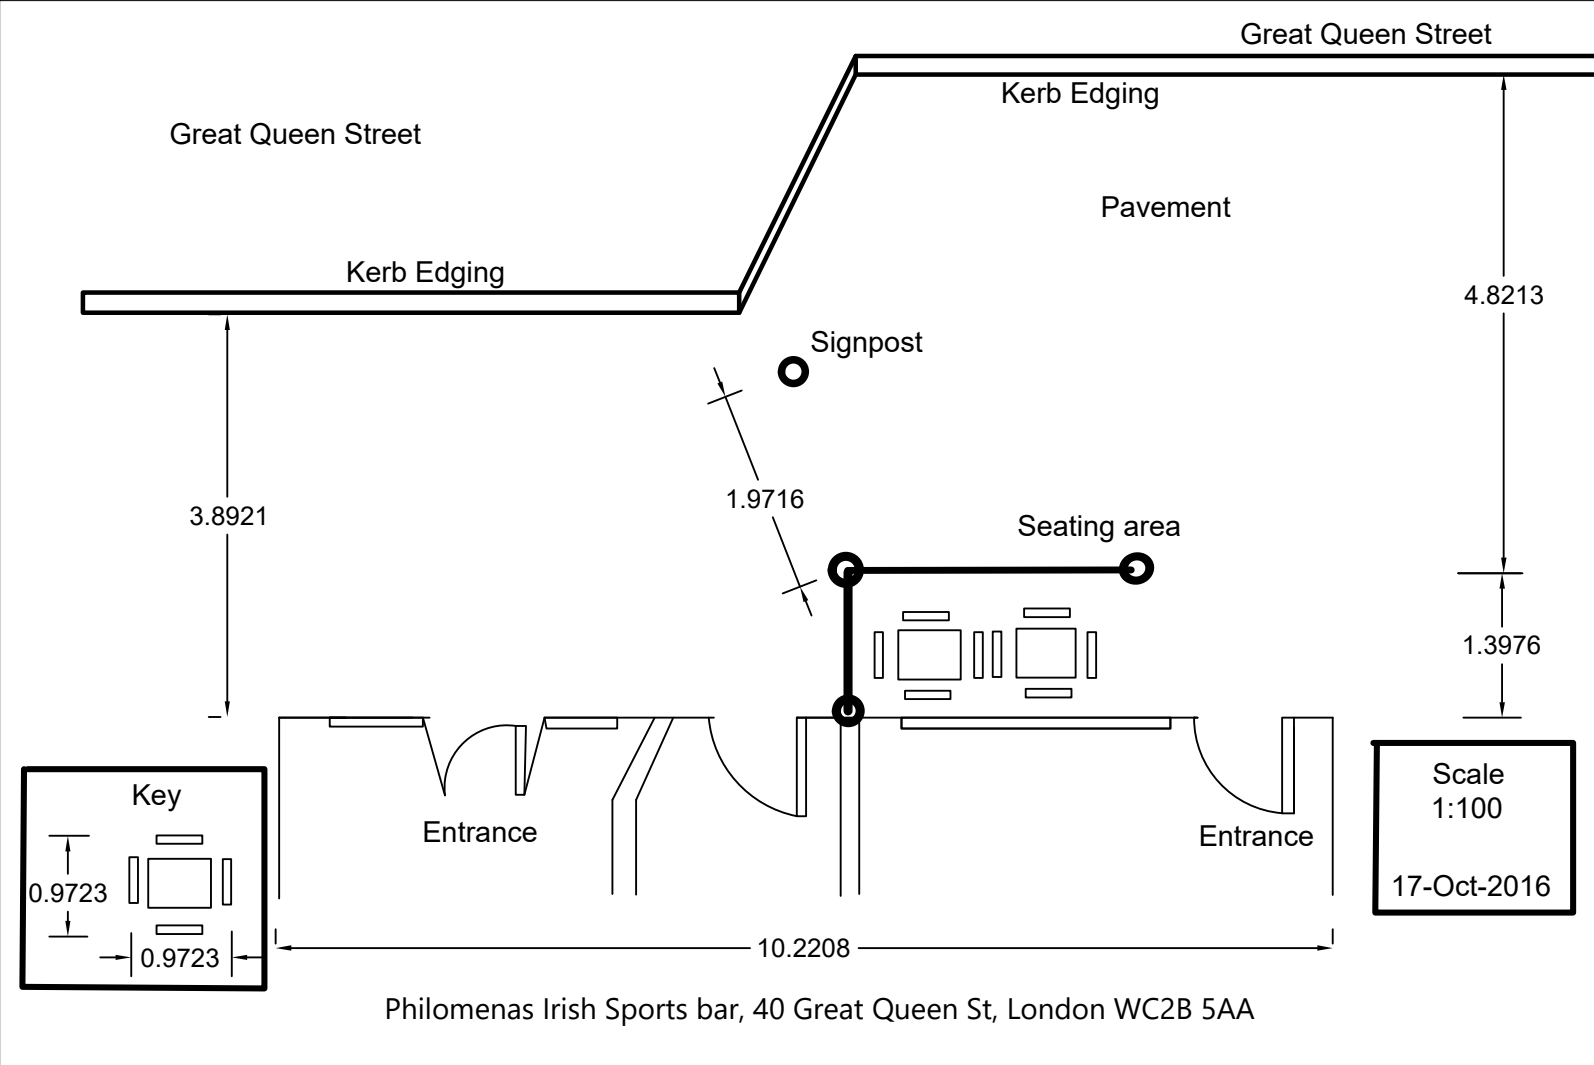 Great Queen Street
Kerb Edging
Great Queen Street
Pavement
Kerb Edging
4.8213
Signpost
1.9716
3.8921
Seating area
1.3976
Scale
1:100
17-Oct-2016
Key
Entrance
Entrance
0.9723
0.9723
10.2208
Philomenas Irish Sports bar, 40 Great Queen St, London WC2B 5AA